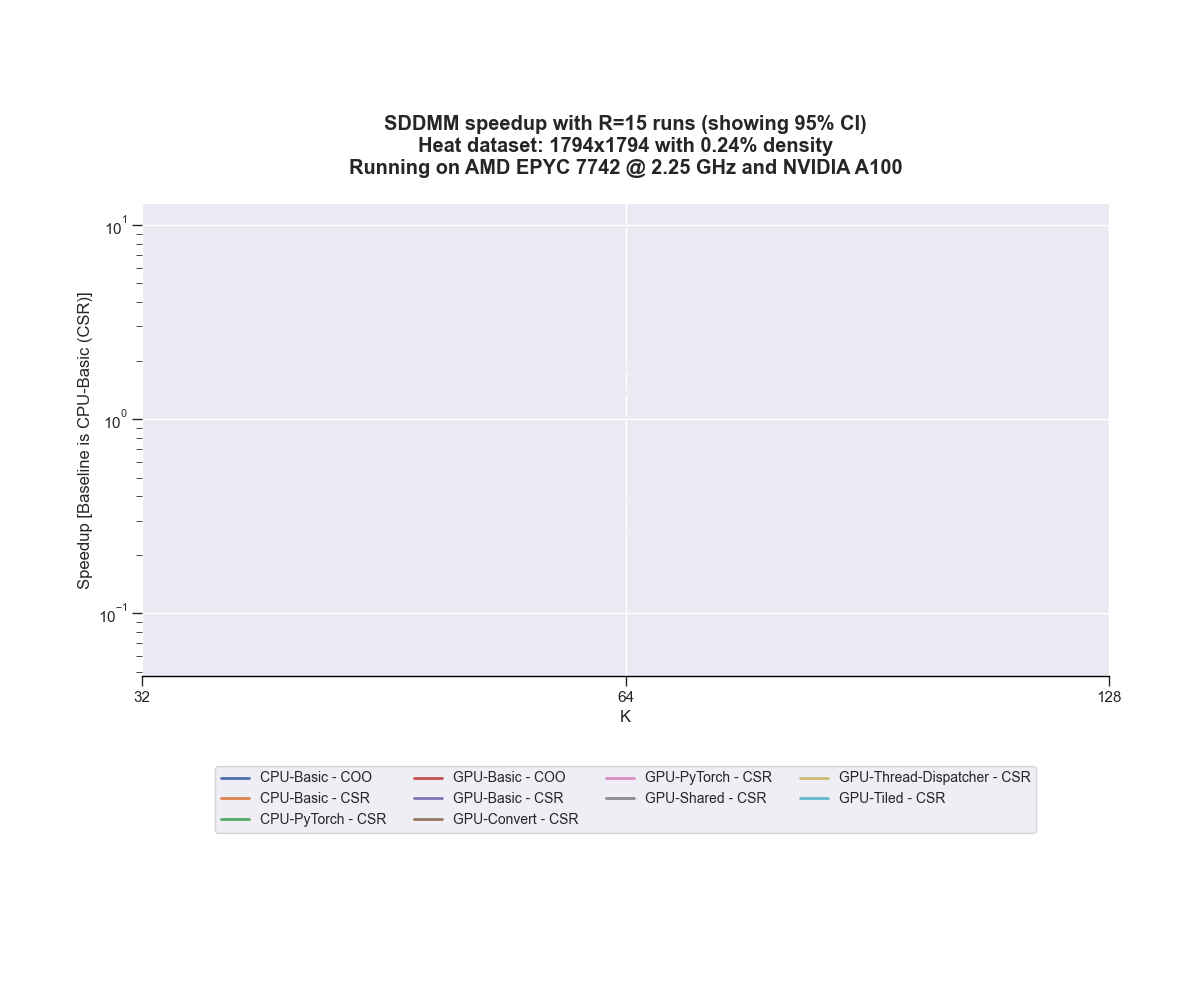 SDDMM speedup with R=15 runs (showing 95% CI)
Heat dataset: 1794x1794 with 0.24% density
Running on AMD EPYC 7742 @ 2.25 GHz and NVIDIA A100
Speedup [Baseline is CPU-Basic (CSR)]
10^1
10^0
10^−1
32 64 128
K
CPU-Basic - COO GPU-Basic - COO GPU-PyTorch - CSR GPU-Thread-Dispatcher - CSR
CPU-Basic - CSR GPU-Basic - CSR GPU-Shared - CSR GPU-Tiled - CSR
CPU-PyTorch - CSR GPU-Convert - CSR